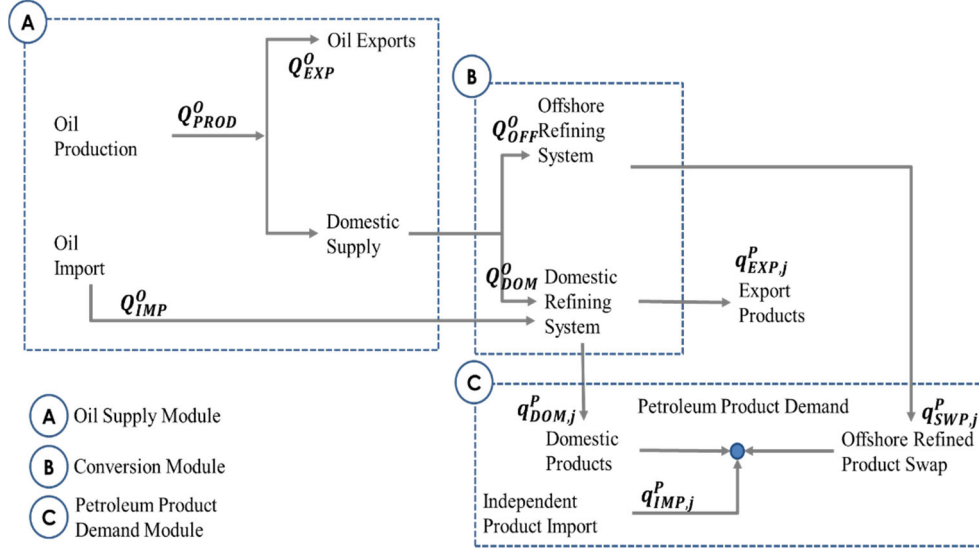 A
Oil Exports
Q^O_EXP
Q^O_PROD
Oil
Production
Domestic
Supply
Oil
Import
Q^O_IMP
B
Offshore
Q^O_OFF Refining
System
Q^O_DOM Domestic
Refining
System
q^P_EXP,j
Export
Products
C
q^P_DOM,j
Petroleum Product Demand
q^P_SWP,j
Domestic
Products
Offshore Refined
Product Swap
Independent
Product Import
q^P_IMP,j
A Oil Supply Module
B Conversion Module
C Petroleum Product
Demand Module